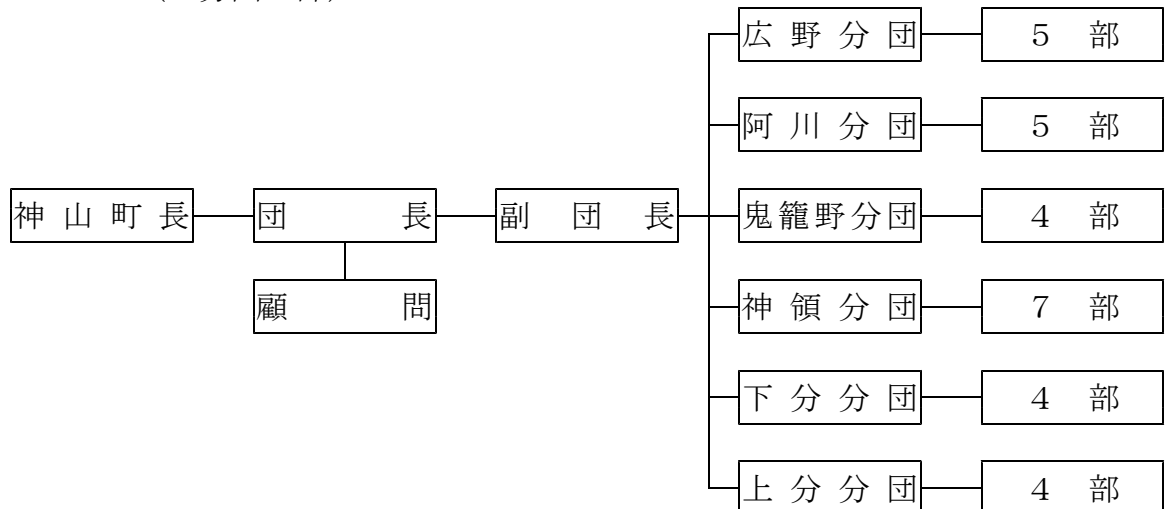 広野分団 5部
阿川分団 5部
神山町長 団長 副団長 鬼籠野分団 4部
顧問 神領分団 7部
下分分団 4部
上分分団 4部